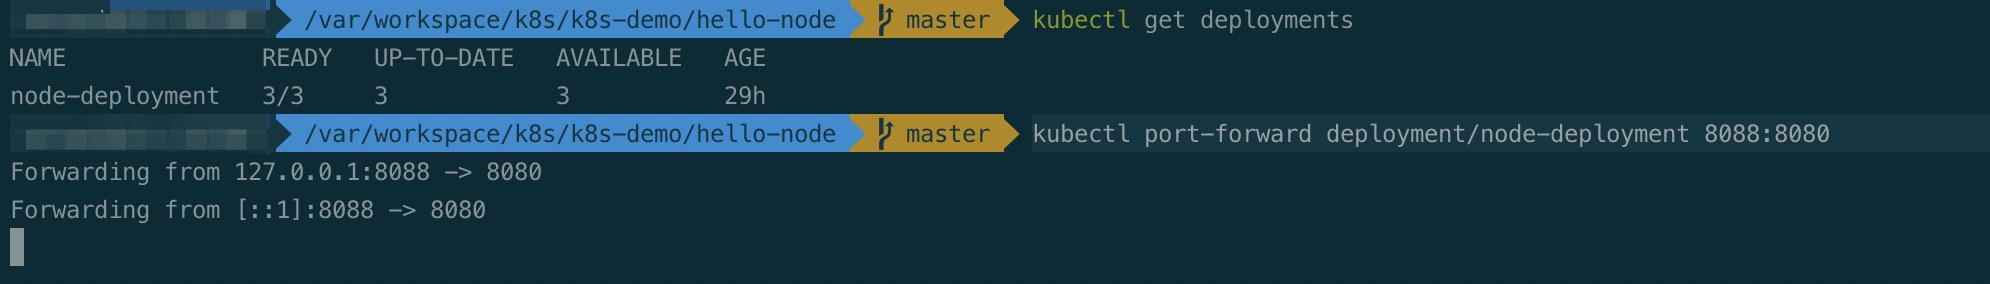 /var/workspace/k8s/k8s-demo/hello-node master kubectl get deployments
NAME READY UP-TO-DATE AVAILABLE AGE
node-deployment 3/3 3 3 29h
/var/workspace/k8s/k8s-demo/hello-node master kubectl port-forward deployment/node-deployment 8088:8080
Forwarding from 127.0.0.1:8088 -> 8080
Forwarding from [::1]:8088 -> 8080